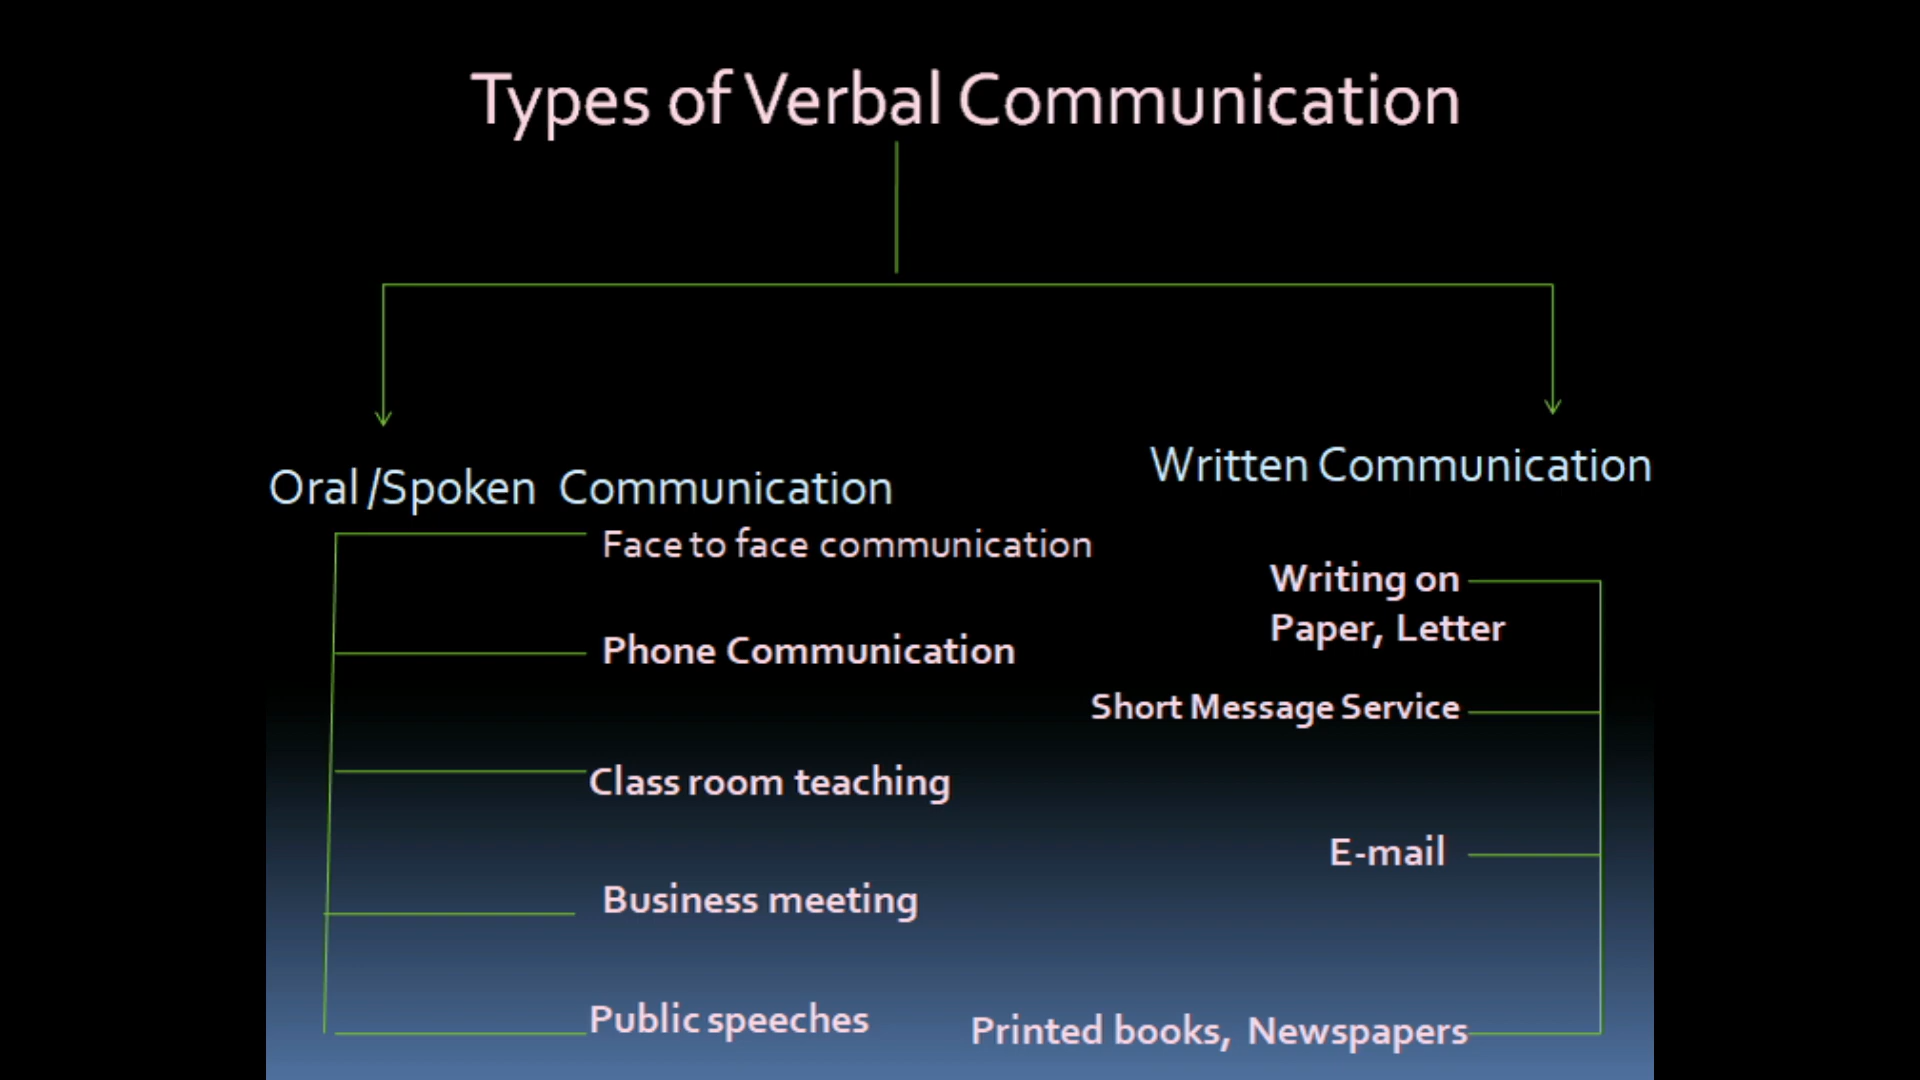 Types of Verbal Communication
Oral /Spoken Communication
Face to face communication
Phone Communication
Class room teaching
Business meeting
Public speeches
Written Communication
Writing on
Paper, Letter
Short Message Service
E-mail
Printed books, Newspapers